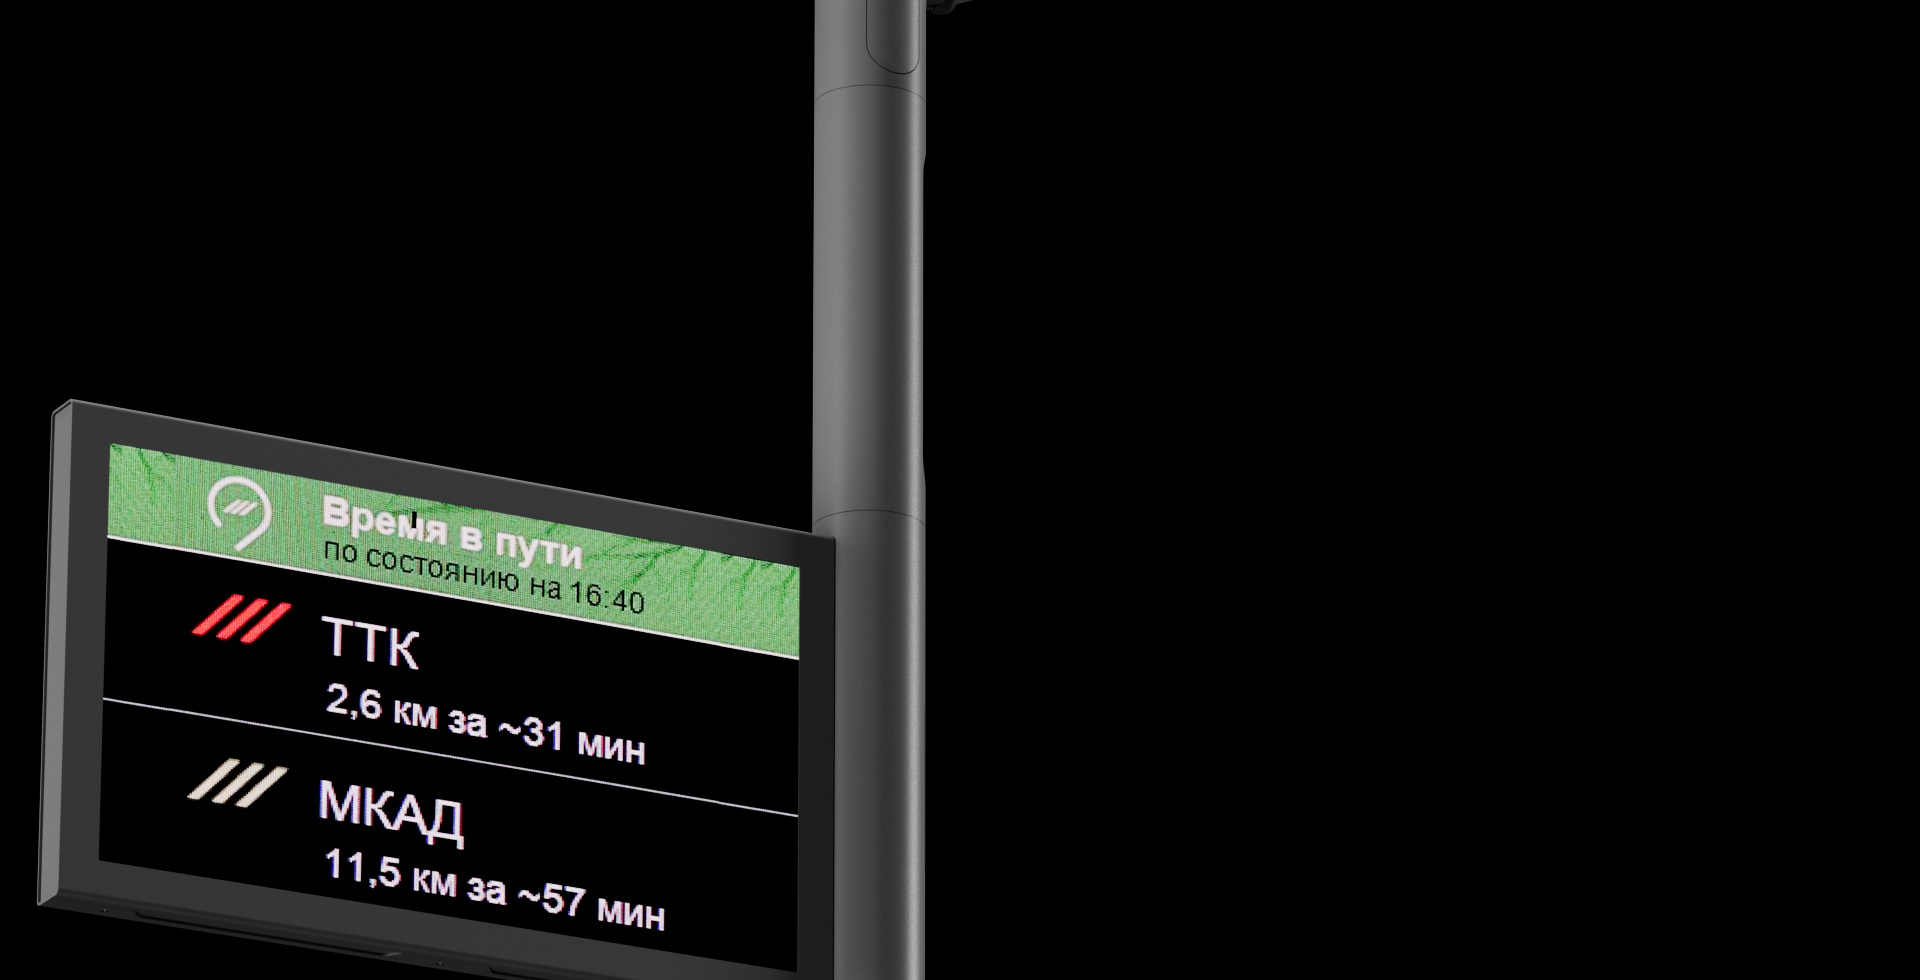 Время в пути
по состоянию на 16:40
ТТК
2,6 км за ~31 мин
МКАД
11,5 км за ~57 мин